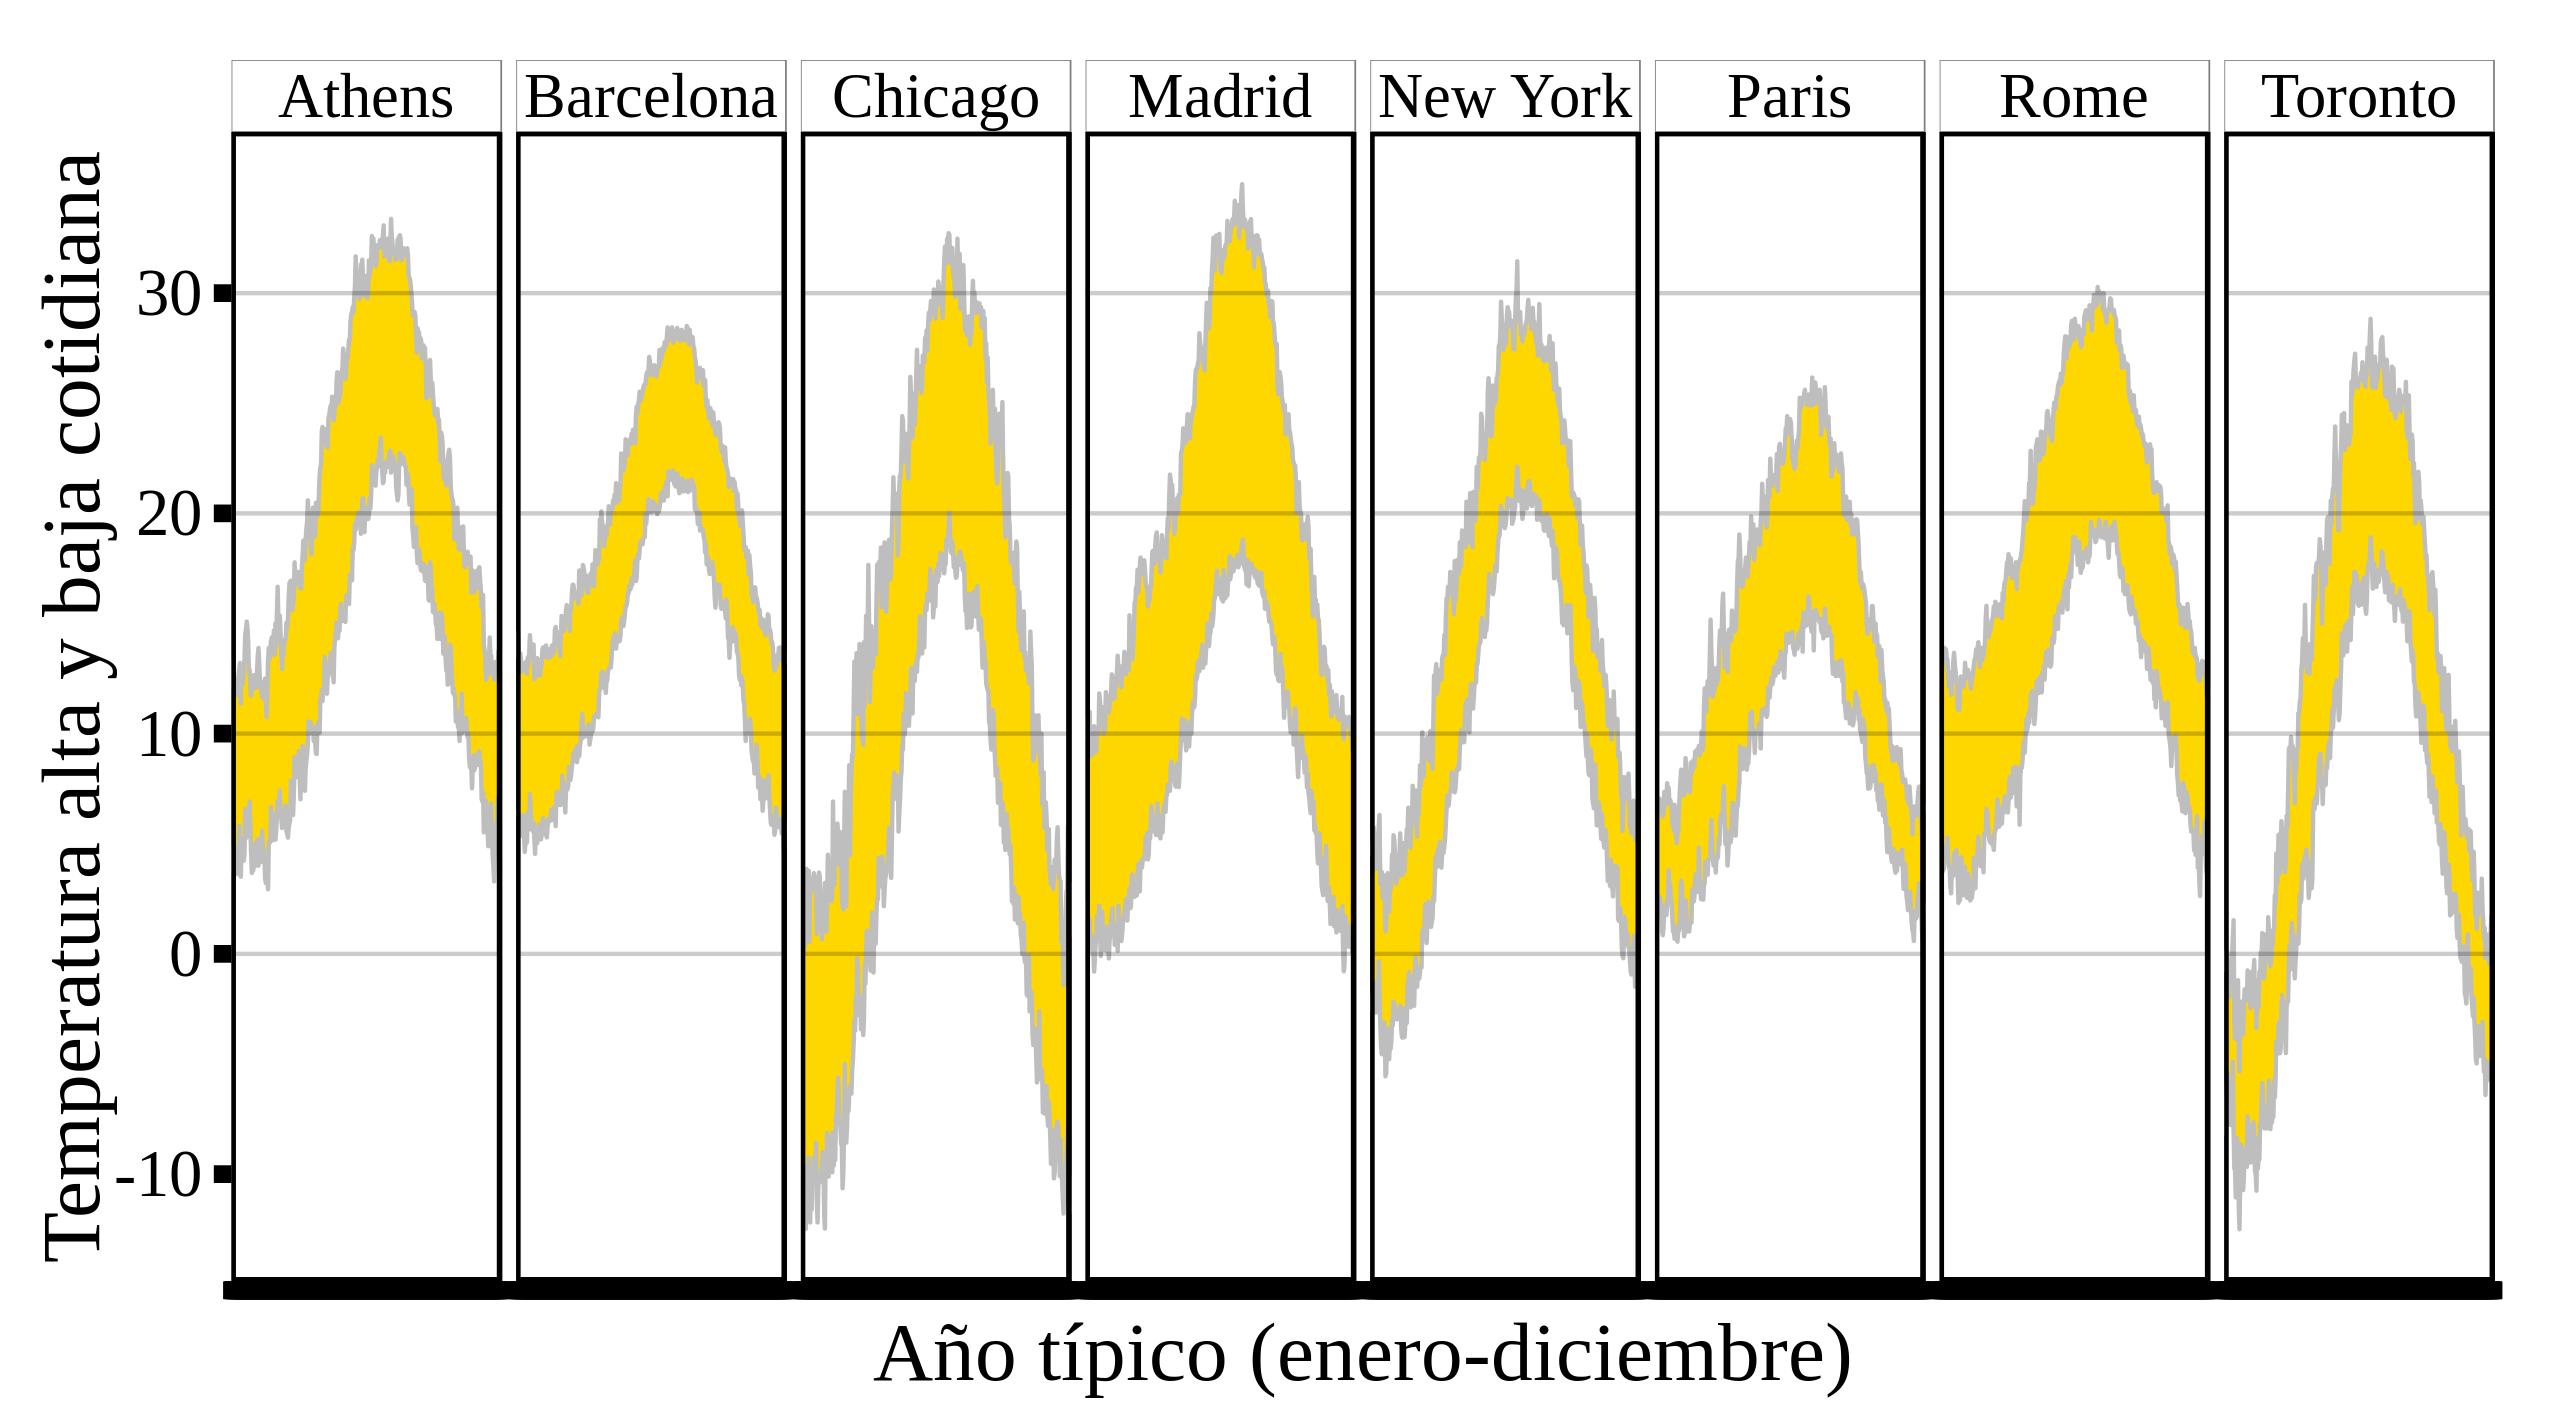 Athens Barcelona Chicago Madrid New York Paris Rome Toronto
Temperatura alta y baja cotidiana
30
20
10
0
-10
Año típico (enero-diciembre)